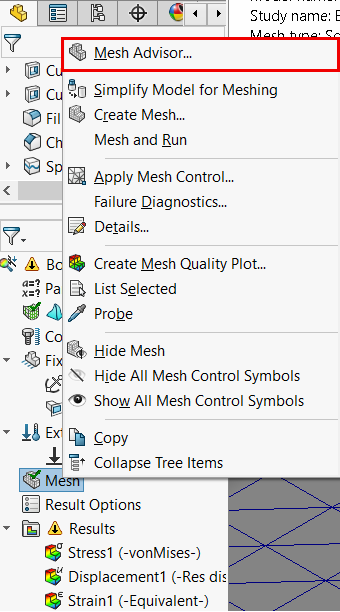 Study name: 
Mesh type: 
Mesh Advisor...
Simplify Model for Meshing
Create Mesh...
Mesh and Run
Apply Mesh Control...
Failure Diagnostics...
Details...
Create Mesh Quality Plot...
List Selected
Probe
Hide Mesh
Hide All Mesh Control Symbols
Show All Mesh Control Symbols
Copy
Collapse Tree Items
Cu
Cu
Fil
Ch
Sp
Bo
Pa
Co
Fix
Ext
Mesh
Result Options
Results
Stress1 (-vonMises-)
Displacement1 (-Res dis
Strain1 (-Equivalent-)